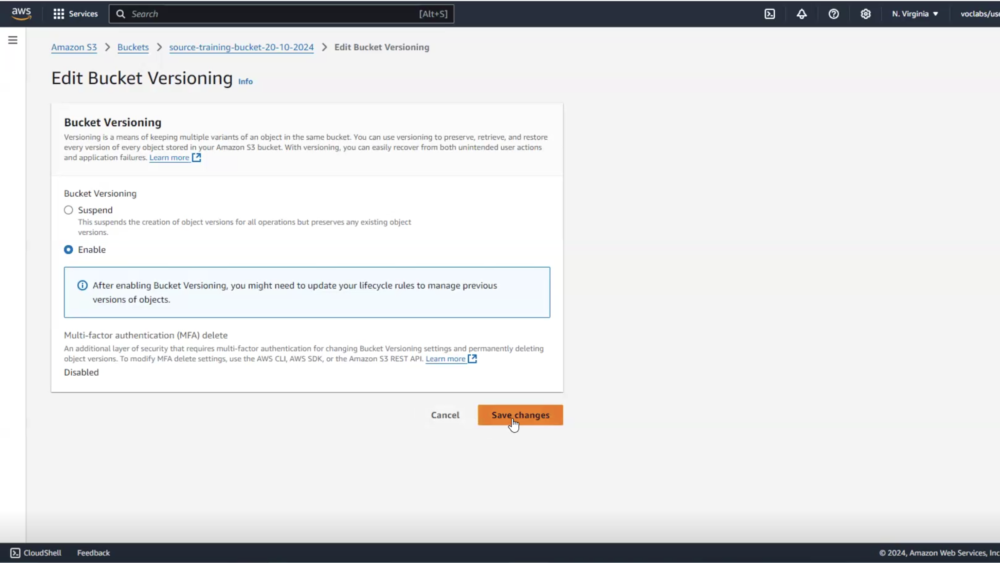 aws Services Search [Alt+S] N. Virginia voclabs/use
Amazon S3 > Buckets > source-training-bucket-20-10-2024 > Edit Bucket Versioning
Edit Bucket Versioning Info
Bucket Versioning
Versioning is a means of keeping multiple variants of an object in the same bucket. You can use versioning to preserve, retrieve, and restore
every version of every object stored in your Amazon S3 bucket. With versioning, you can easily recover from both unintended user actions
and application failures. Learn more
Bucket Versioning
Suspend
This suspends the creation of object versions for all operations but preserves any existing object
versions.
Enable
After enabling Bucket Versioning, you might need to update your lifecycle rules to manage previous
versions of objects.
Multi-factor authentication (MFA) delete
An additional layer of security that requires multi-factor authentication for changing Bucket Versioning settings and permanently deleting
object versions. To modify MFA delete settings, use the AWS CLI, AWS SDK, or the Amazon S3 REST API. Learn more
Disabled
Cancel Save changes
CloudShell Feedback © 2024, Amazon Web Services, Inc